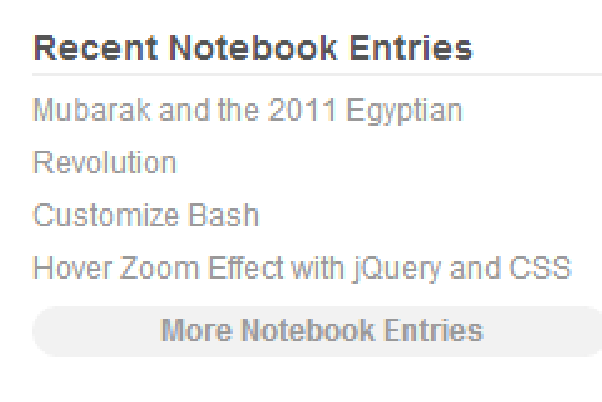 Recent Notebook Entries
Mubarak and the 2011 Egyptian
Revolution
Customize Bash
Hover Zoom Effect with jQuery and CSS
More Notebook Entries